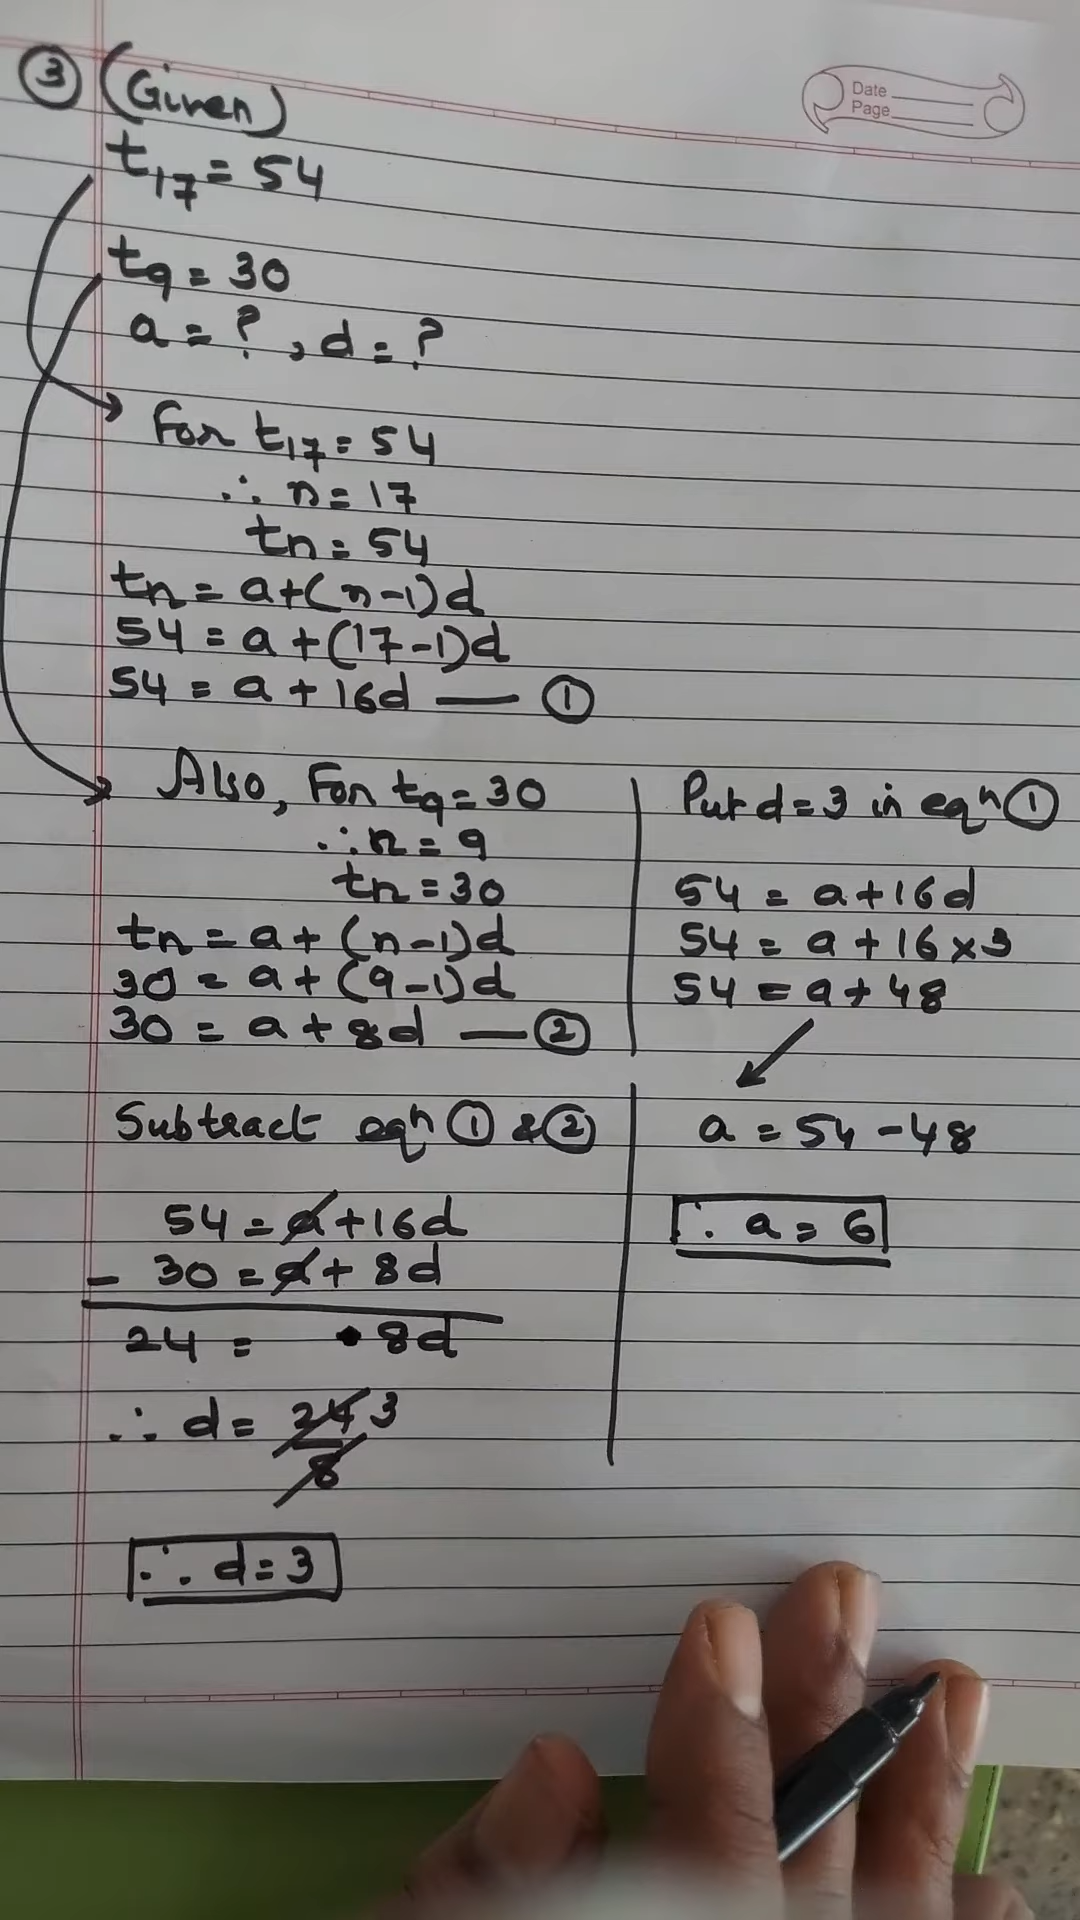 ③ (Given)
Date
Page
t₁₇ = 54
t₉ = 30
a = ?, d = ?
For t₁₇ = 54
∴ n = 17
tn = 54
tn = a+(n-1)d
54 = a + (17-1)d
54 = a + 16d — ①
Also, For t₉ = 30
∴ n = 9
tn = 30
tn = a + (n-1)d
30 = a + (9-1)d
30 = a + 8d — ②
Subtract eqⁿ ① & ②
54 = a + 16d
- 30 = a + 8d
24 = 8d
∴ d = 24/8 3
∴ d = 3
Put d = 3 in eqⁿ ①
54 = a + 16d
54 = a + 16 × 3
54 = a + 48
a = 54 - 48
∴ a = 6